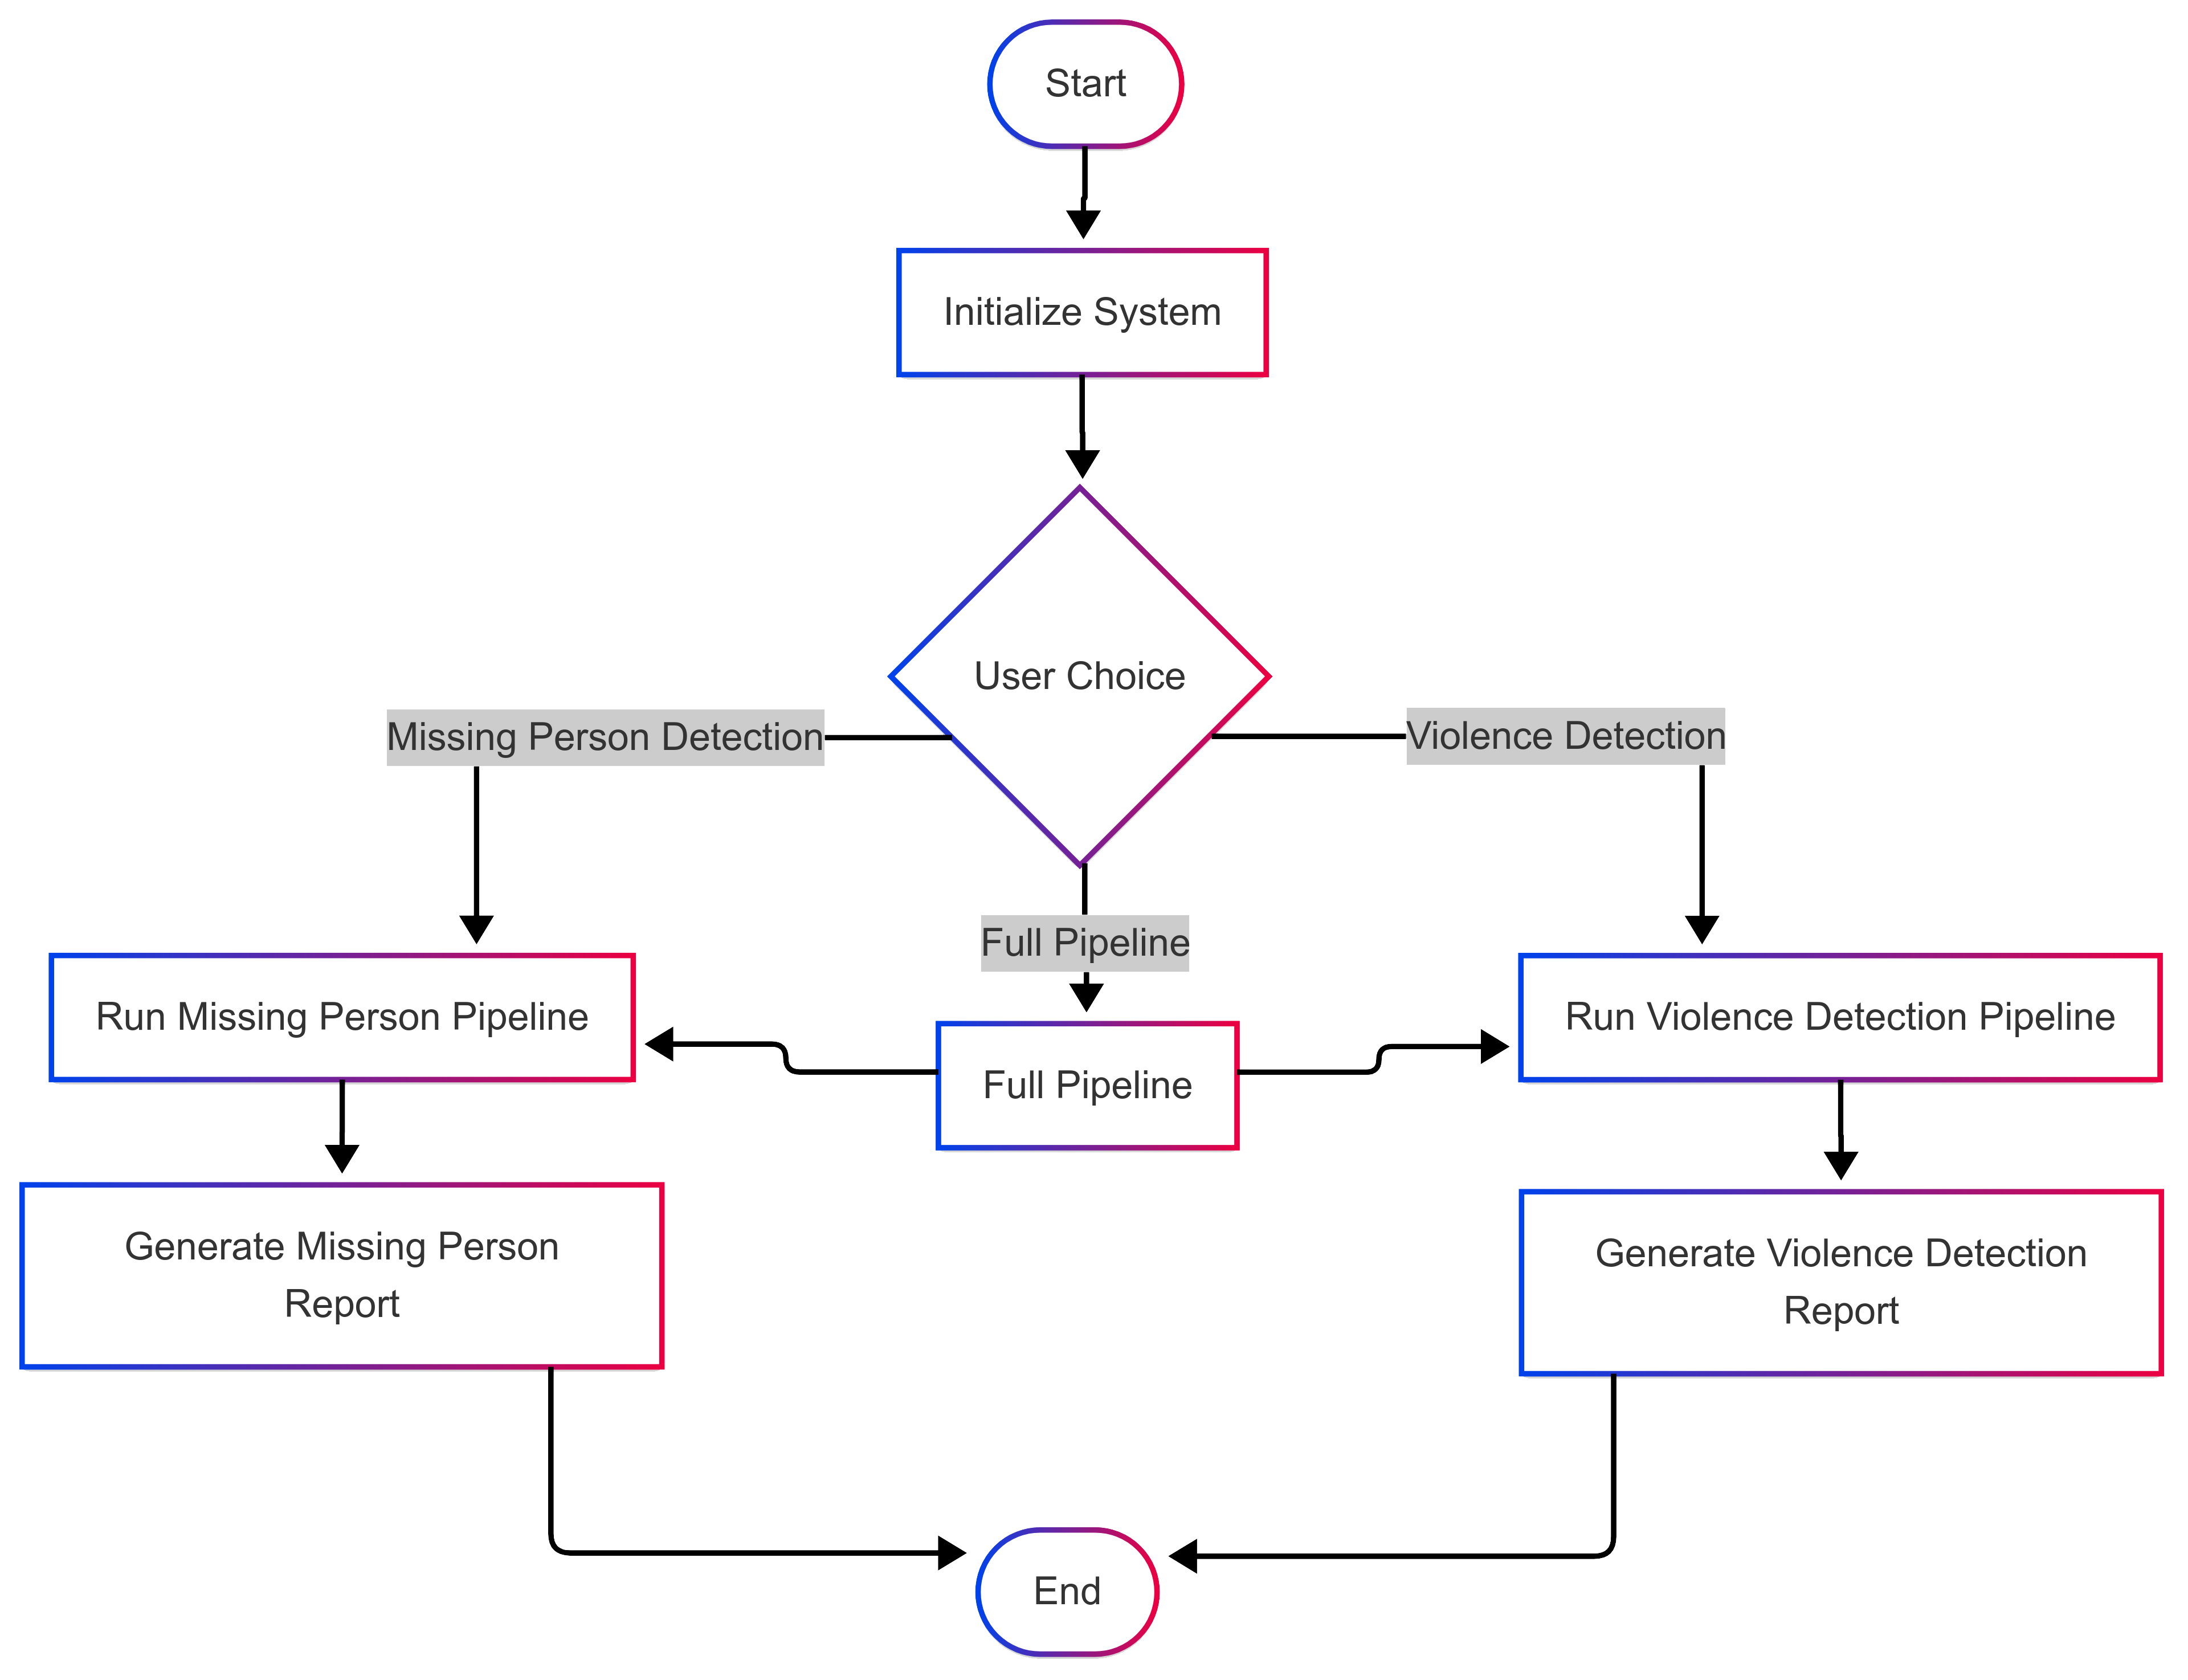 Start
Initialize System
User Choice
Missing Person Detection
Violence Detection
Full Pipeline
Run Missing Person Pipeline
Full Pipeline
Run Violence Detection Pipeline
Generate Missing Person
Report
Generate Violence Detection
Report
End